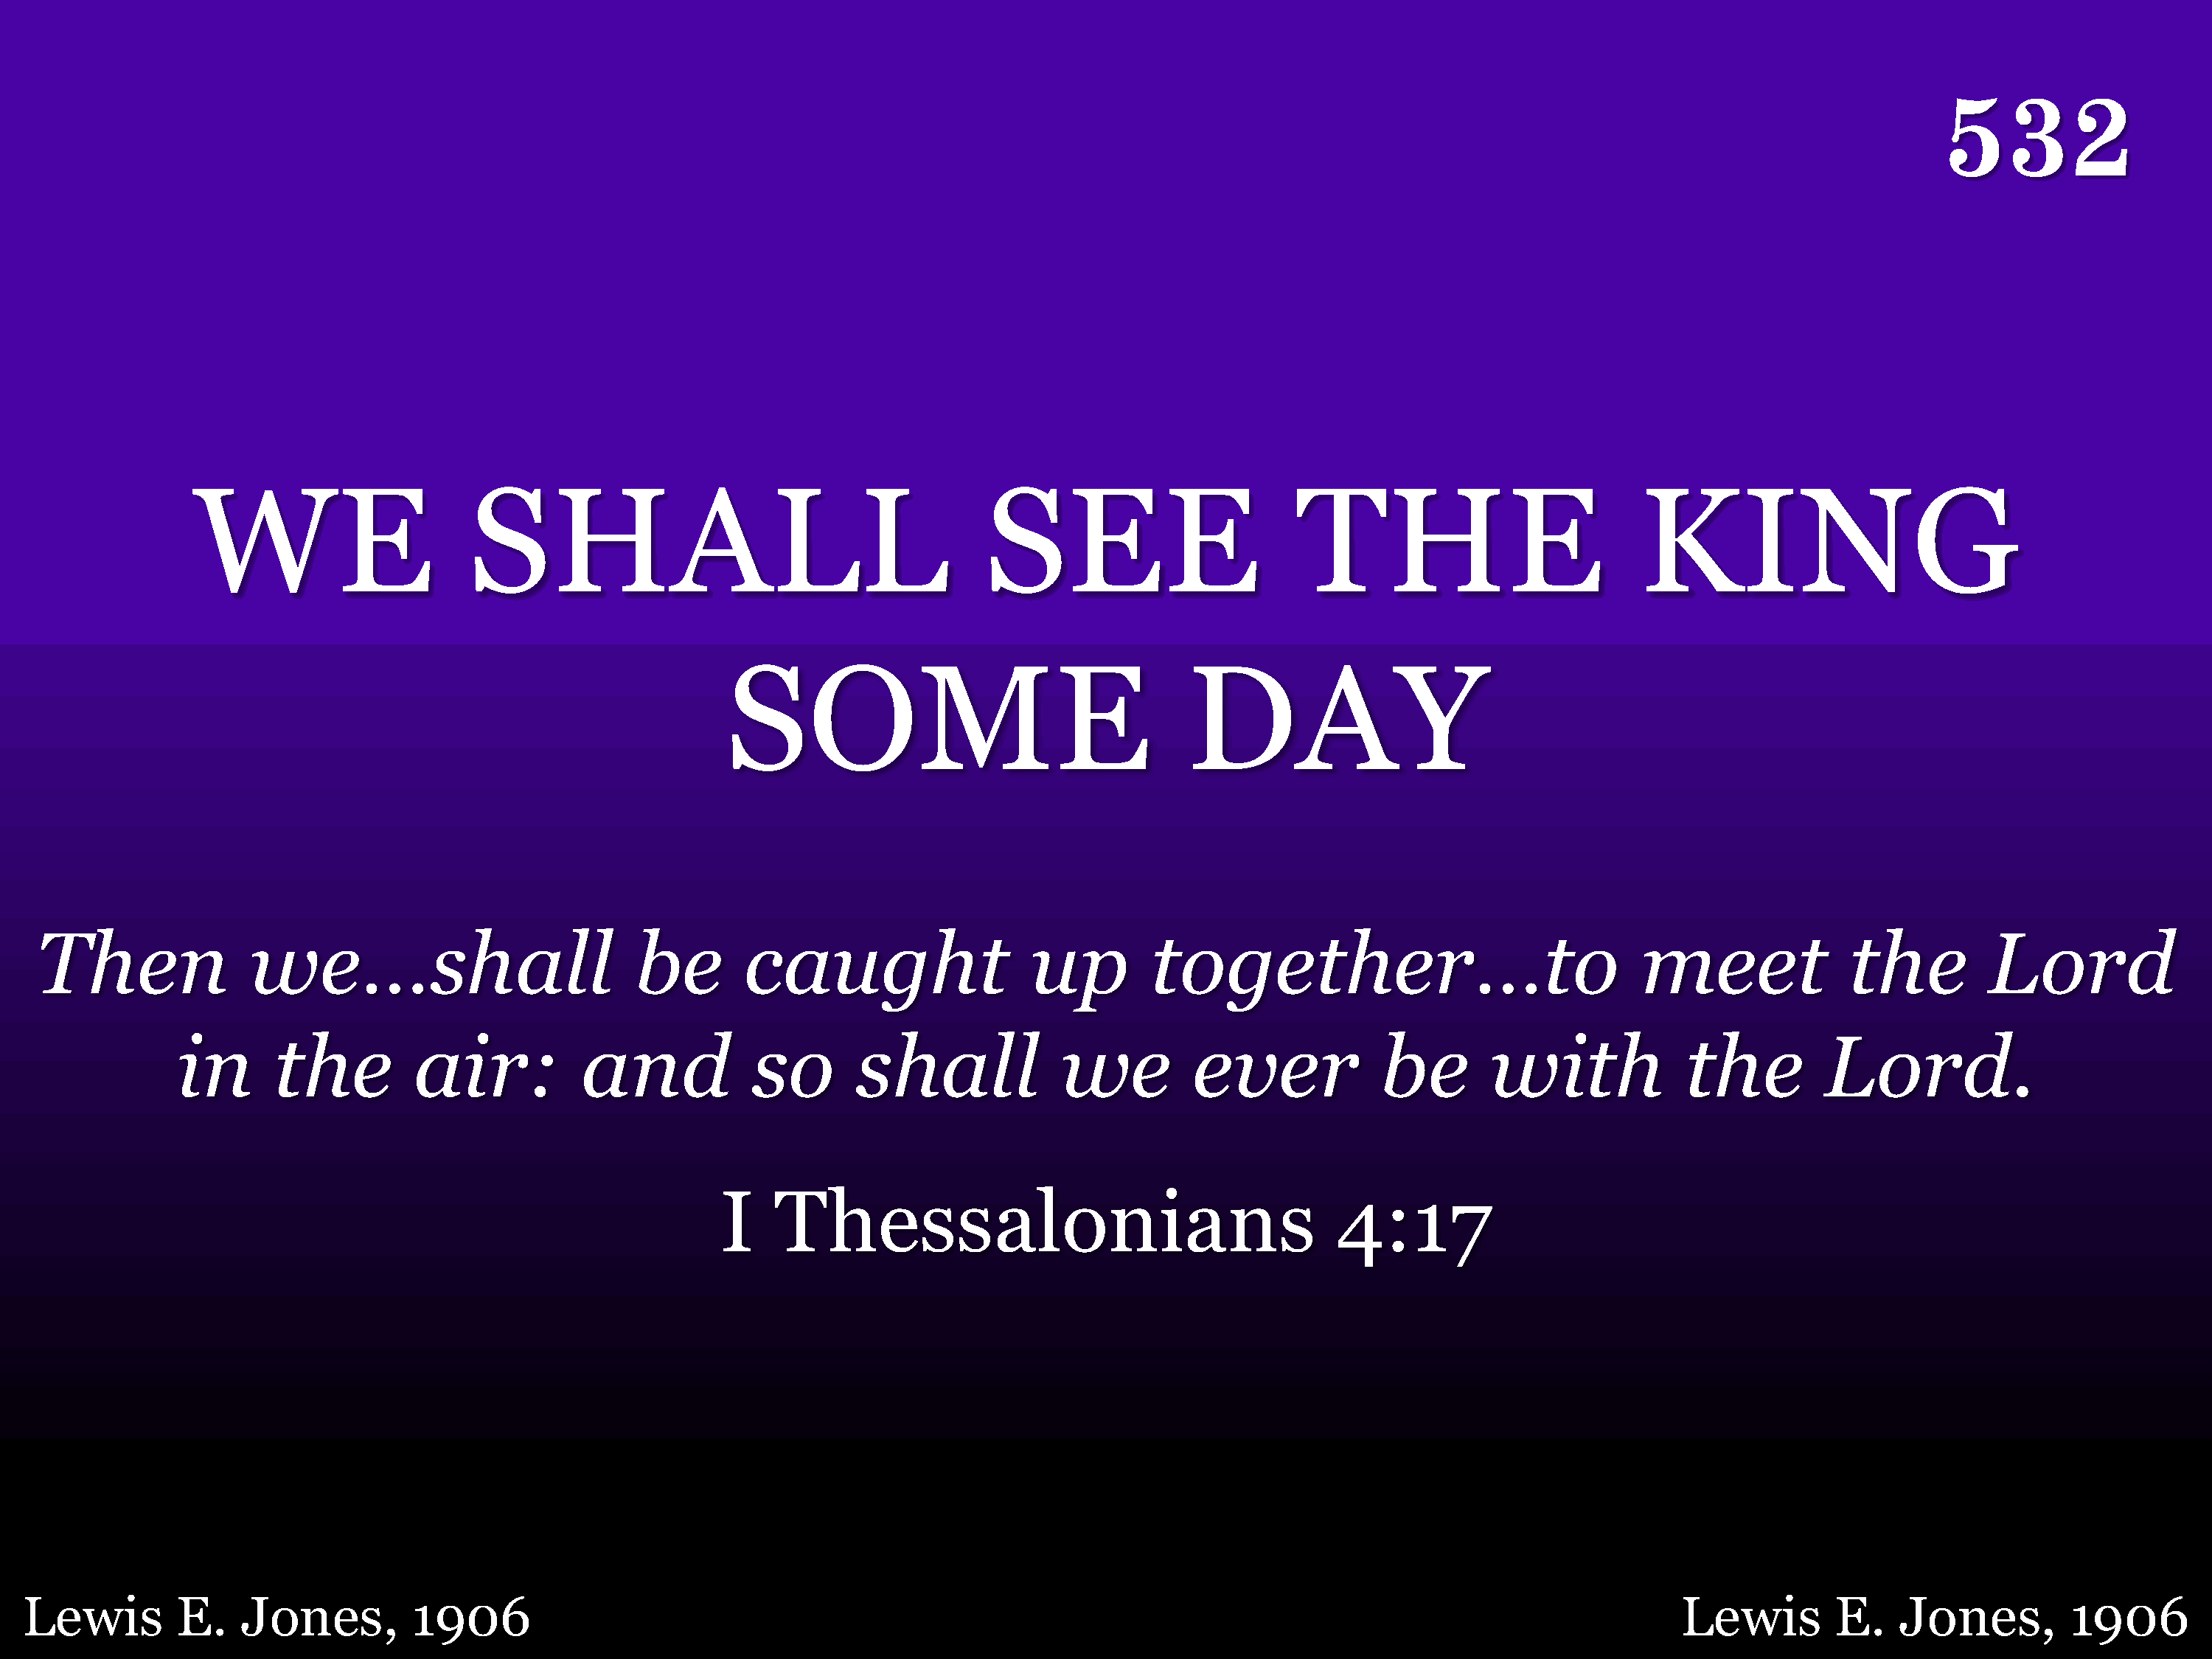 532
WE SHALL SEE THE KING
SOME DAY
Then we...shall be caught up together...to meet the Lord
in the air: and so shall we ever be with the Lord.
I Thessalonians 4:17
Lewis E. Jones, 1906
Lewis E. Jones, 1906